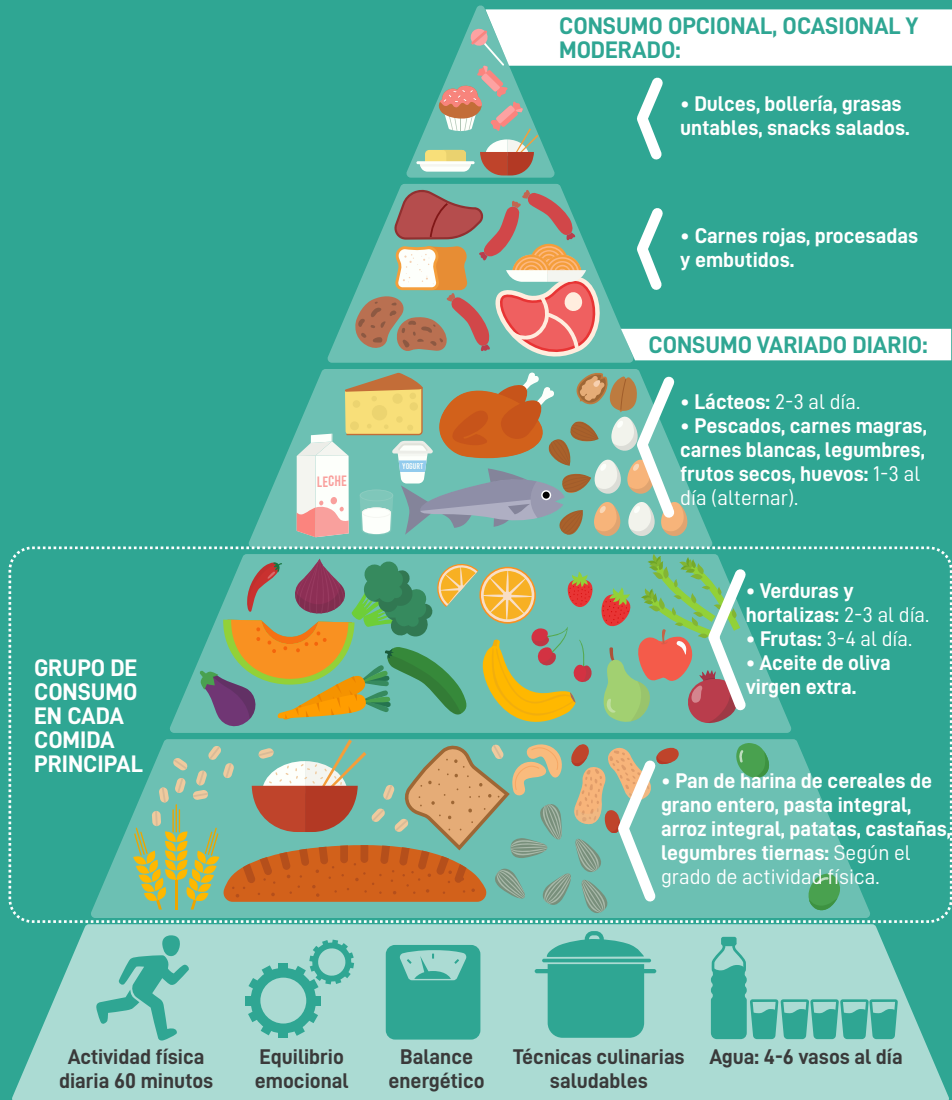 CONSUMO OPCIONAL, OCASIONAL Y
MODERADO:
• Dulces, bollería, grasas
untables, snacks salados.
• Carnes rojas, procesadas
y embutidos.
CONSUMO VARIADO DIARIO:
• Lácteos: 2-3 al día.
• Pescados, carnes magras,
carnes blancas, legumbres,
frutos secos, huevos: 1-3 al
día (alternar).
YOGURT
LECHE
GRUPO DE
CONSUMO
EN CADA
COMIDA
PRINCIPAL
• Verduras y
hortalizas: 2-3 al día.
• Frutas: 3-4 al día.
• Aceite de oliva
virgen extra.
• Pan de harina de cereales de
grano entero, pasta integral,
arroz integral, patatas, castañas,
legumbres tiernas: Según el
grado de actividad física.
Actividad física
diaria 60 minutos
Equilibrio
emocional
Balance
energético
Técnicas culinarias
saludables
Agua: 4-6 vasos al día